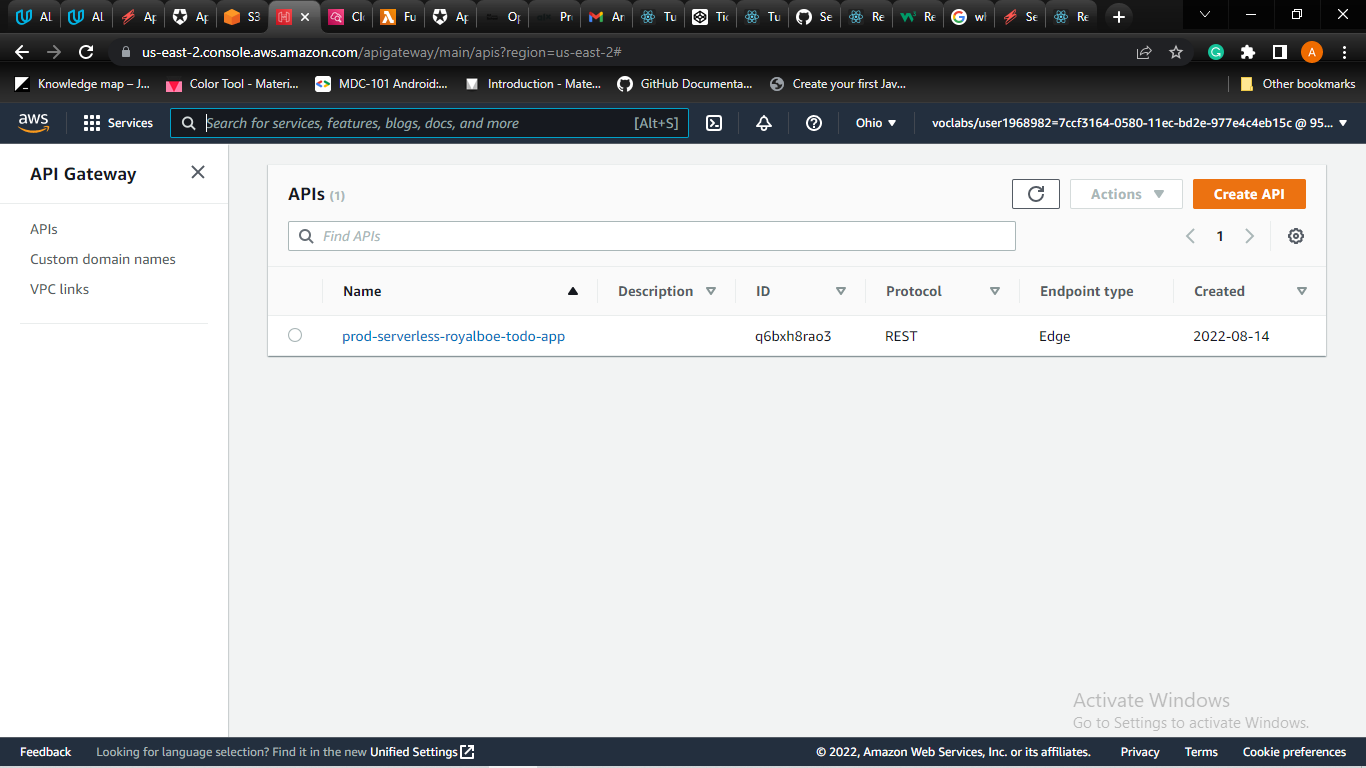 AL
AL
Ap
Ap
S3
Cl
Fu
Ap
Op
Pr
An
Tu
Tic
Tu
Se
Re
Re
wl
Se
Re
us-east-2.console.aws.amazon.com/apigateway/main/apis?region=us-east-2#
A
Knowledge map – J...
Color Tool - Materi...
MDC-101 Android:...
Introduction - Mate...
GitHub Documenta...
Create your first Jav...
Other bookmarks
aws
Services
Search for services, features, blogs, docs, and more
[Alt+S]
Ohio
voclabs/user1968982=7ccf3164-0580-11ec-bd2e-977e4c4eb15c @ 95...
API Gateway
APIs
Custom domain names
VPC links
APIs (1)
Actions
Create API
Find APIs
1
Name Description ID Protocol Endpoint type Created
prod-serverless-royalboe-todo-app q6bxh8rao3 REST Edge 2022-08-14
Activate Windows
Go to Settings to activate Windows.
Feedback
Looking for language selection? Find it in the new Unified Settings
© 2022, Amazon Web Services, Inc. or its affiliates.
Privacy
Terms
Cookie preferences